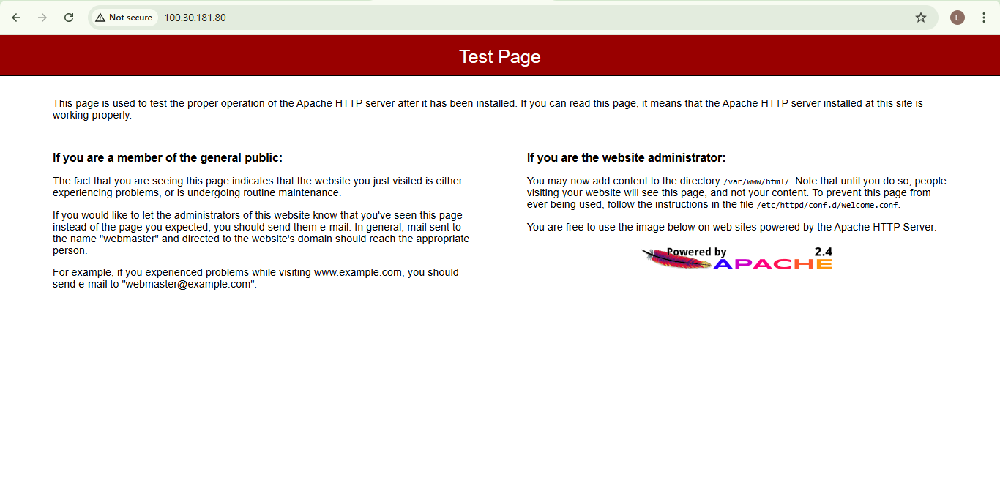 Not secure
100.30.181.80
L
Test Page
This page is used to test the proper operation of the Apache HTTP server after it has been installed. If you can read this page, it means that the Apache HTTP server installed at this site is
working properly.
If you are a member of the general public:
The fact that you are seeing this page indicates that the website you just visited is either
experiencing problems, or is undergoing routine maintenance.
If you would like to let the administrators of this website know that you've seen this page
instead of the page you expected, you should send them e-mail. In general, mail sent to
the name "webmaster" and directed to the website's domain should reach the appropriate
person.
For example, if you experienced problems while visiting www.example.com, you should
send e-mail to "webmaster@example.com".
If you are the website administrator:
You may now add content to the directory /var/www/html/. Note that until you do so, people
visiting your website will see this page, and not your content. To prevent this page from
ever being used, follow the instructions in the file /etc/httpd/conf.d/welcome.conf.
You are free to use the image below on web sites powered by the Apache HTTP Server:
Powered by 2.4
APACHE